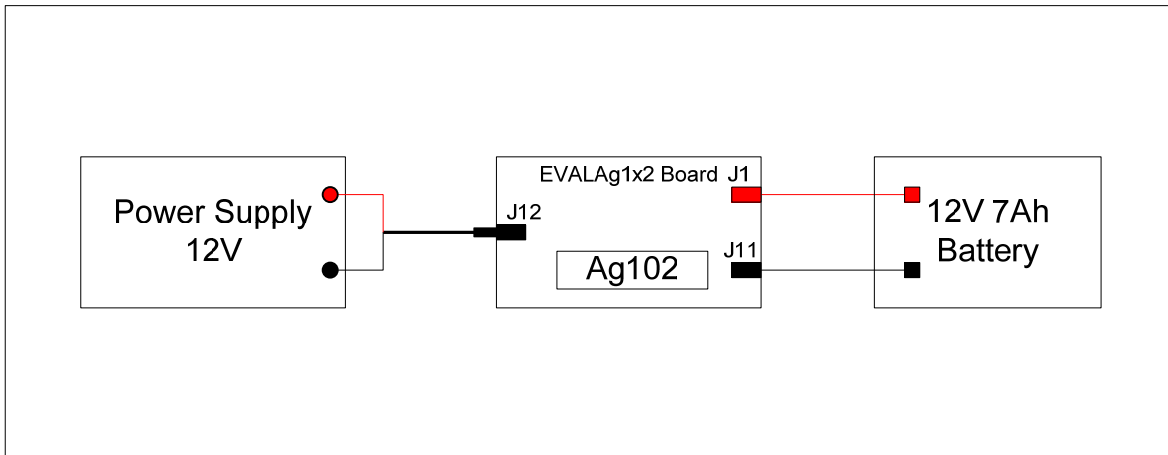 Power Supply
12V
J12
EVALAg1x2 Board
J1
J11
Ag102
12V 7Ah
Battery